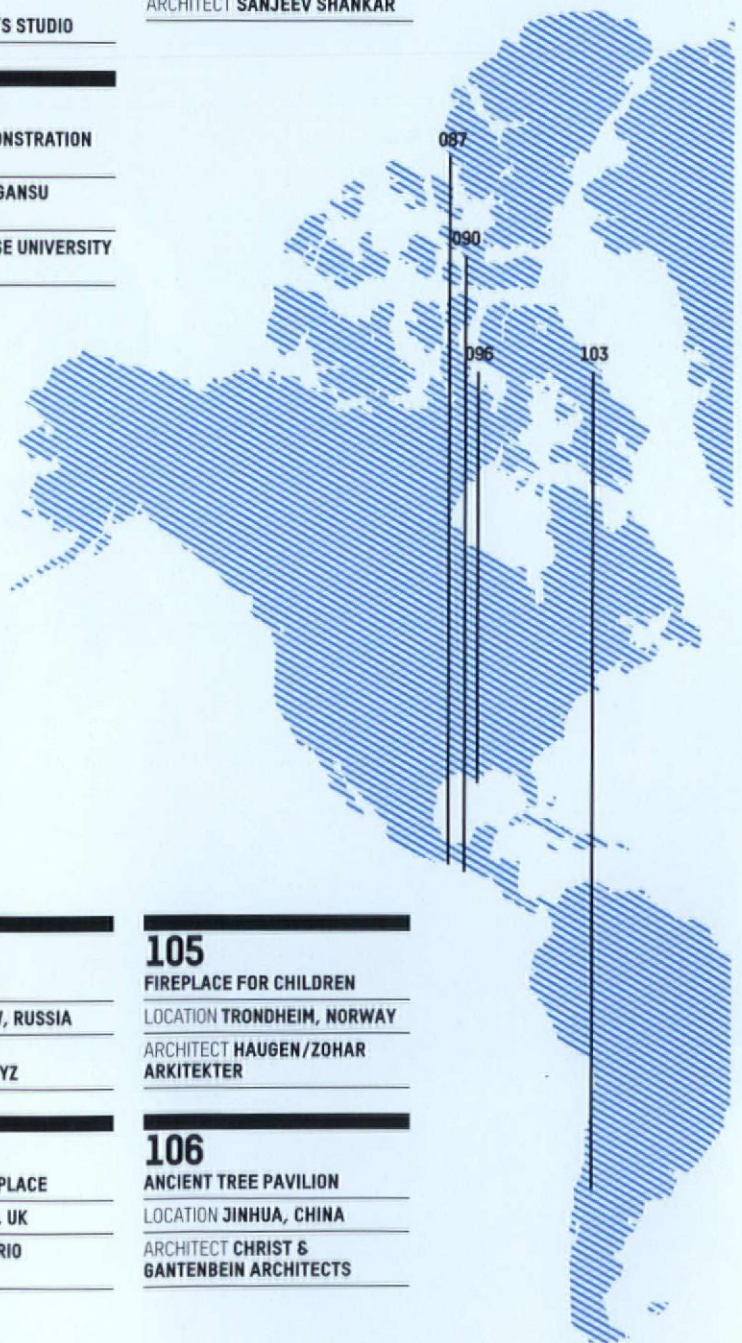 'S STUDIO
ONSTRATION
GANSU
SE UNIVERSITY
ARCHITECT SANJEEV SHANKAR
087
090
096
103
, RUSSIA
YZ
PLACE
, UK
RIO
105
FIREPLACE FOR CHILDREN
LOCATION TRONDHEIM, NORWAY
ARCHITECT HAUGEN/ZOHAR
ARKITEKTER
106
ANCIENT TREE PAVILION
LOCATION JINHUA, CHINA
ARCHITECT CHRIST &
GANTENBEIN ARCHITECTS